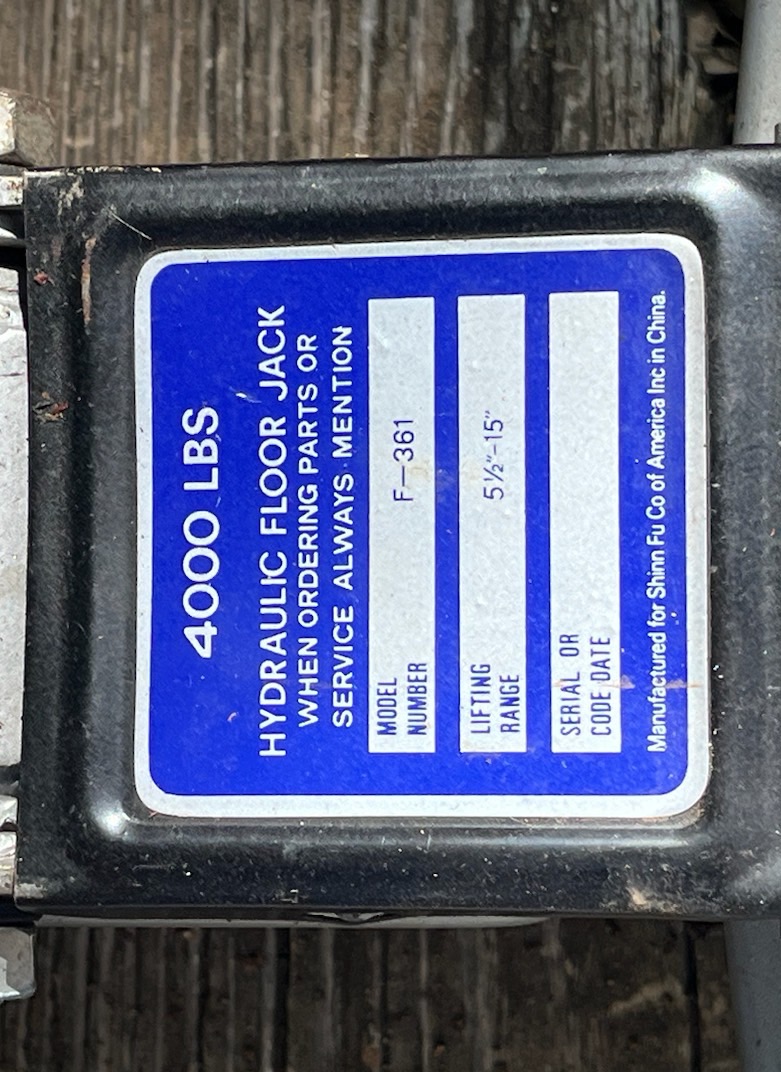 4000 LBS
HYDRAULIC FLOOR JACK
WHEN ORDERING PARTS OR
SERVICE ALWAYS MENTION
MODEL
NUMBER
F-361
LIFTING
RANGE
5½"-15"
SERIAL OR
CODE DATE
Manufactured for Shinn Fu Co of America Inc in China.